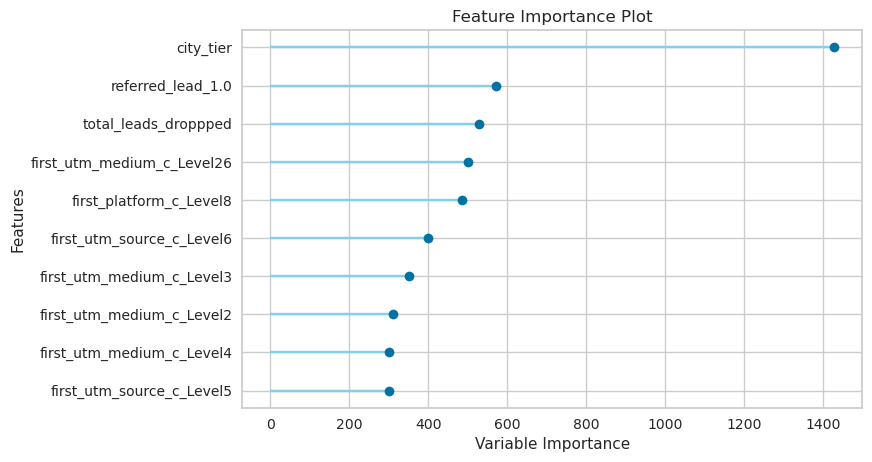 Feature Importance Plot
Features
city_tier
referred_lead_1.0
total_leads_droppped
first_utm_medium_c_Level26
first_platform_c_Level8
first_utm_source_c_Level6
first_utm_medium_c_Level3
first_utm_medium_c_Level2
first_utm_medium_c_Level4
first_utm_source_c_Level5
0 200 400 600 800 1000 1200 1400
Variable Importance